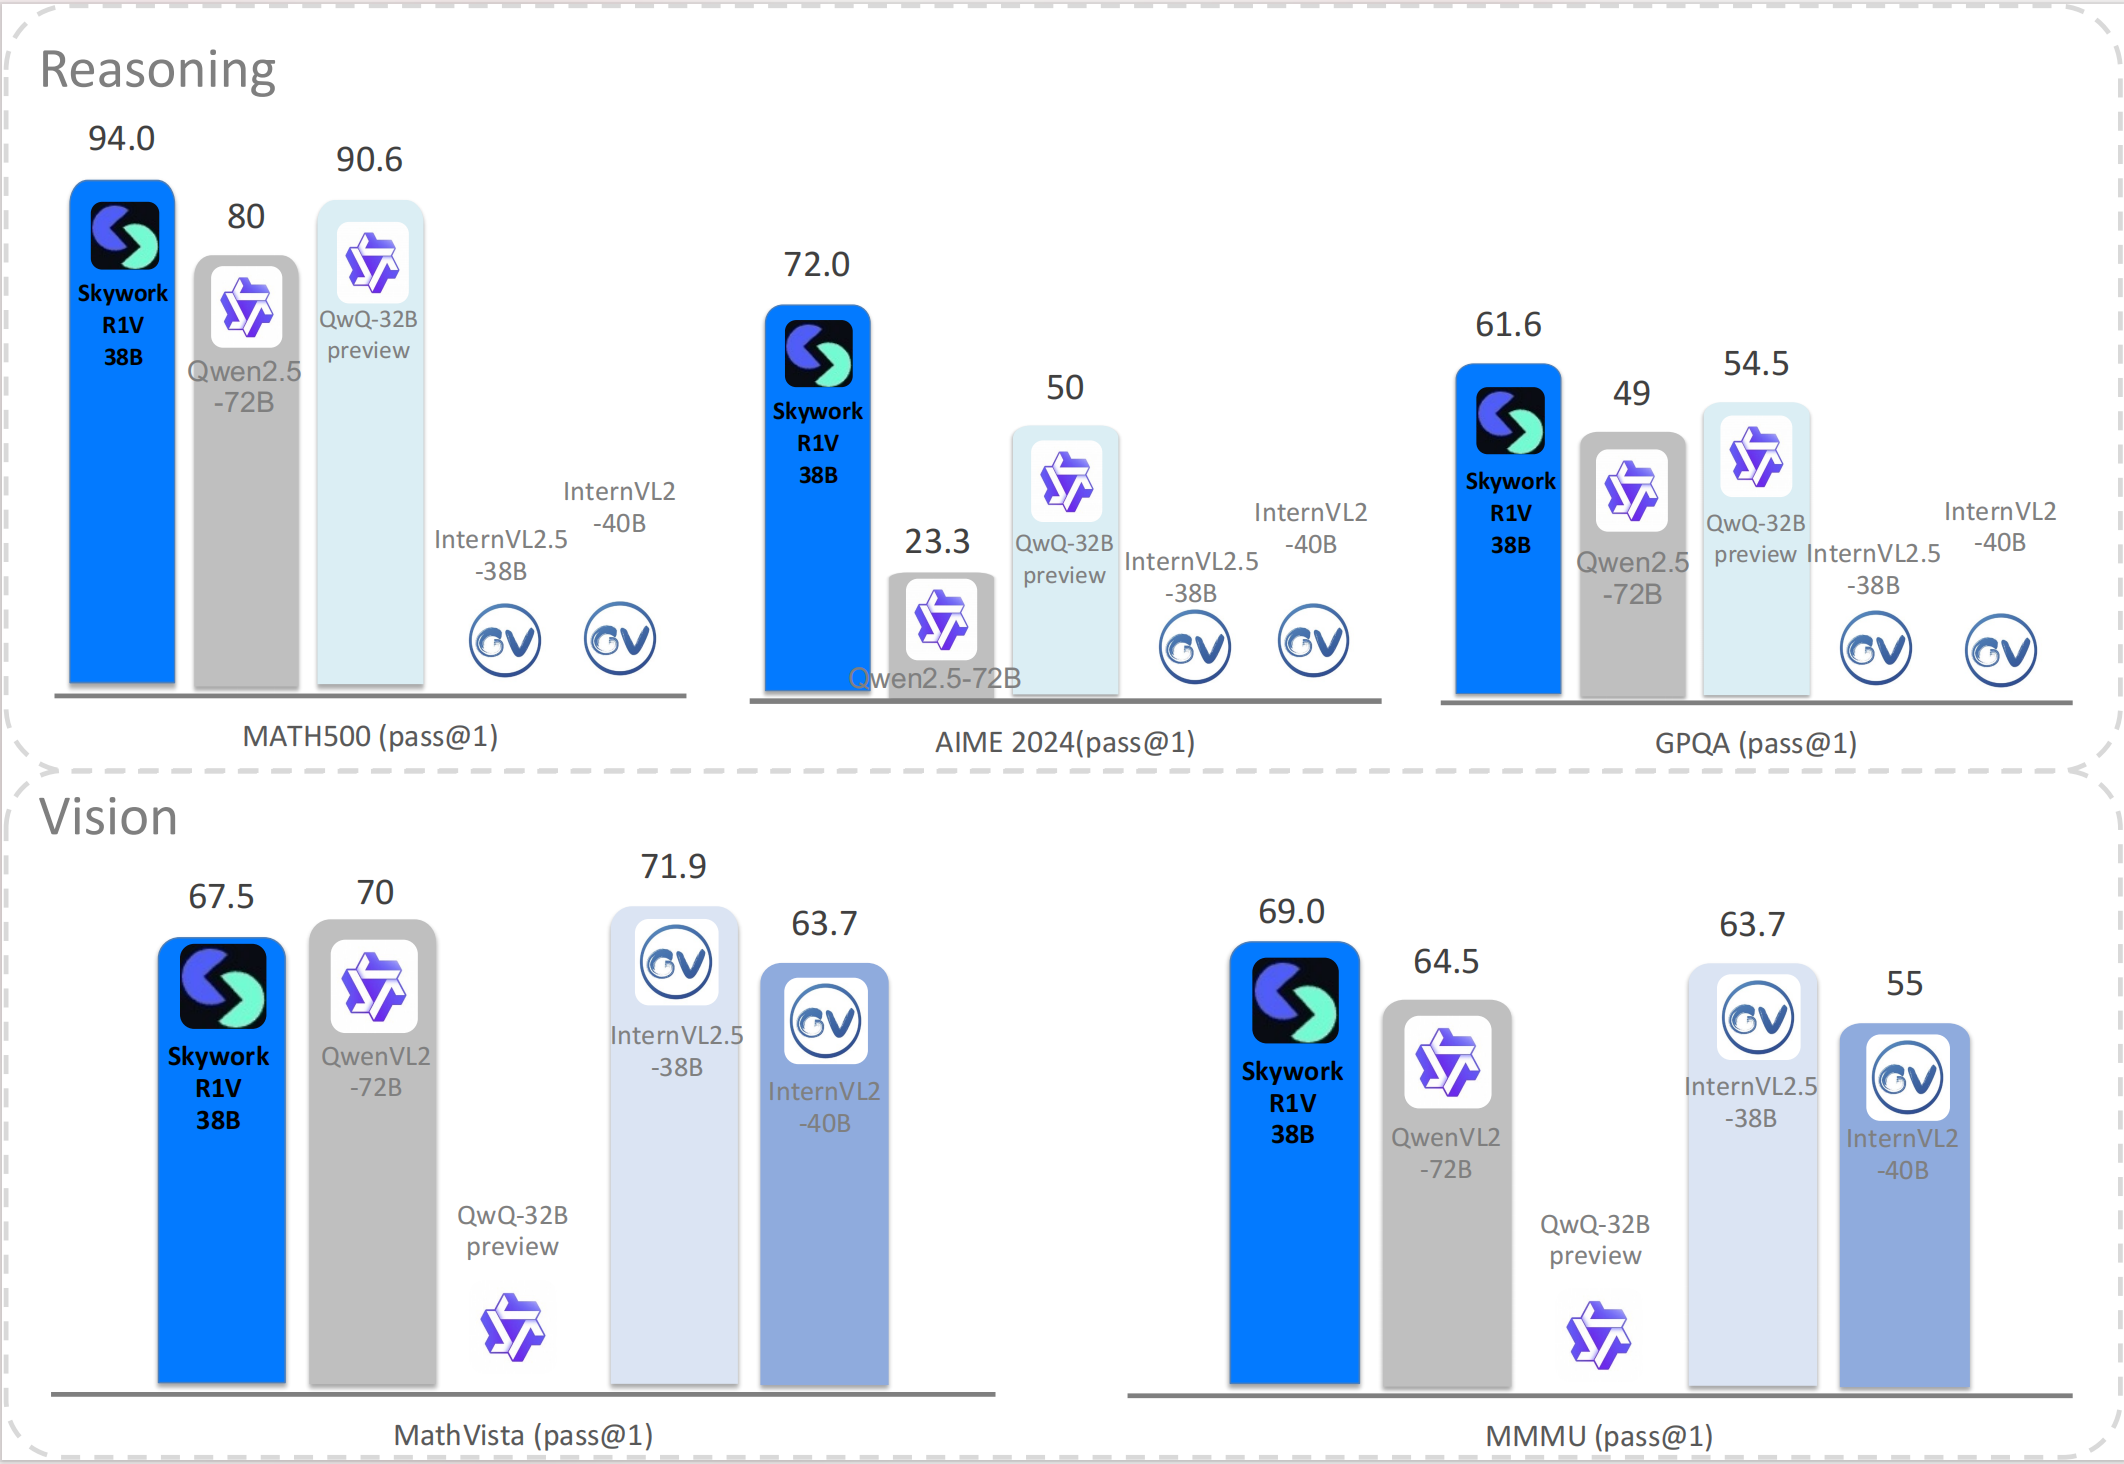 Reasoning
94.0
Skywork
R1V
38B
80
Qwen2.5
-72B
90.6
QwQ-32B
preview
InternVL2.5
-38B
InternVL2
-40B
MATH500 (pass@1)
72.0
Skywork
R1V
38B
23.3
Qwen2.5-72B
50
QwQ-32B
preview
InternVL2.5
-38B
InternVL2
-40B
AIME 2024(pass@1)
61.6
Skywork
R1V
38B
49
Qwen2.5
-72B
54.5
QwQ-32B
preview
InternVL2.5
-38B
InternVL2
-40B
GPQA (pass@1)
Vision
67.5
Skywork
R1V
38B
70
QwenVL2
-72B
QwQ-32B
preview
71.9
InternVL2.5
-38B
63.7
InternVL2
-40B
MathVista (pass@1)
69.0
Skywork
R1V
38B
64.5
QwenVL2
-72B
QwQ-32B
preview
63.7
InternVL2.5
-38B
55
InternVL2
-40B
MMMU (pass@1)